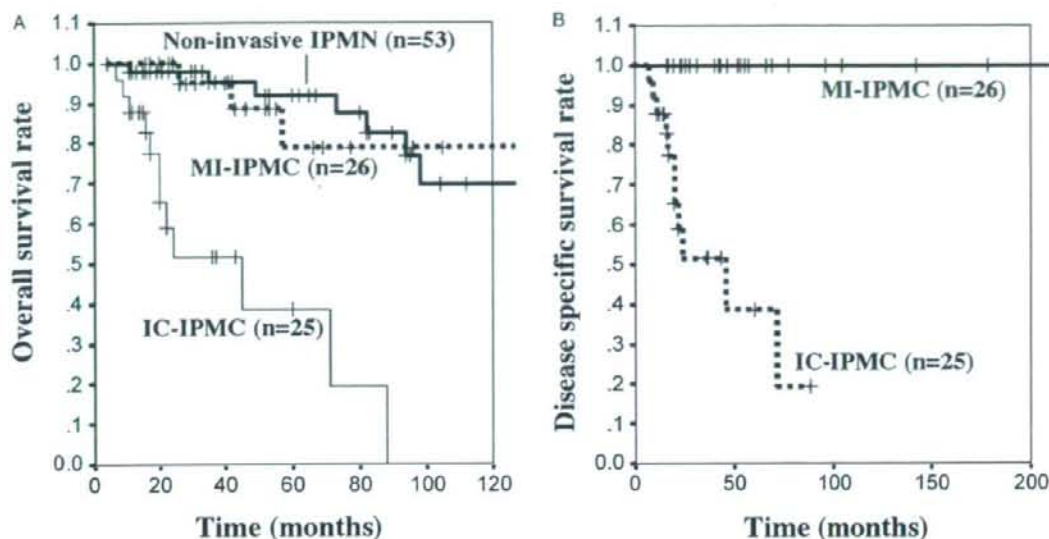 A
Overall survival rate
1.1
1.0
.9
.8
.7
.6
.5
.4
.3
.2
.1
0.0
Non-invasive IPMN (n=53)
MI-IPMC (n=26)
IC-IPMC (n=25)
0 20 40 60 80 100 120
Time (months)
B
Disease specific survival rate
1.1
1.0
.9
.8
.7
.6
.5
.4
.3
.2
.1
0.0
MI-IPMC (n=26)
IC-IPMC (n=25)
0 50 100 150 200
Time (months)